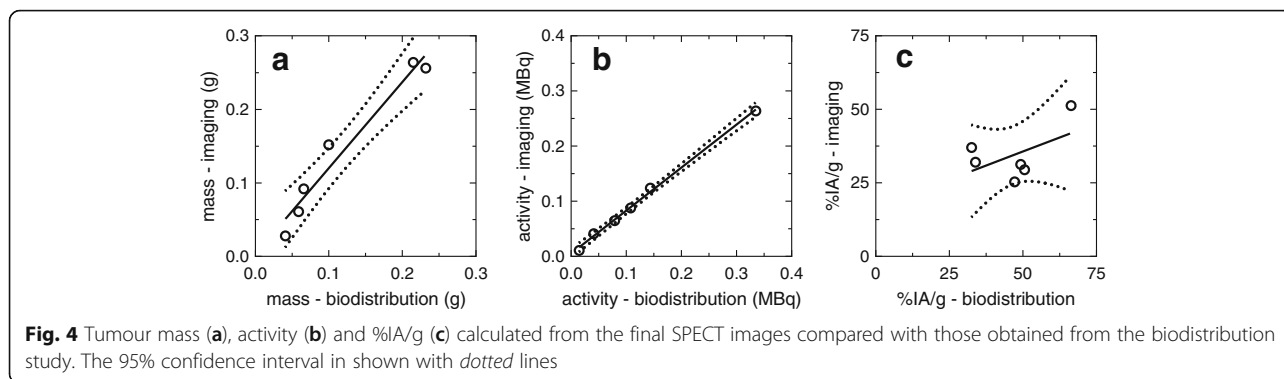 a
0.3
0.2
0.1
0.0
mass - imaging (g)
0.0 0.1 0.2 0.3
mass - biodistribution (g)
b
0.4
0.3
0.2
0.1
0.0
activity - imaging (MBq)
0.0 0.1 0.2 0.3 0.4
activity - biodistribution (MBq)
c
75
50
25
0
%IA/g - imaging
0 25 50 75
%IA/g - biodistribution
Fig. 4 Tumour mass (a), activity (b) and %IA/g (c) calculated from the final SPECT images compared with those obtained from the biodistribution
study. The 95% confidence interval in shown with dotted lines